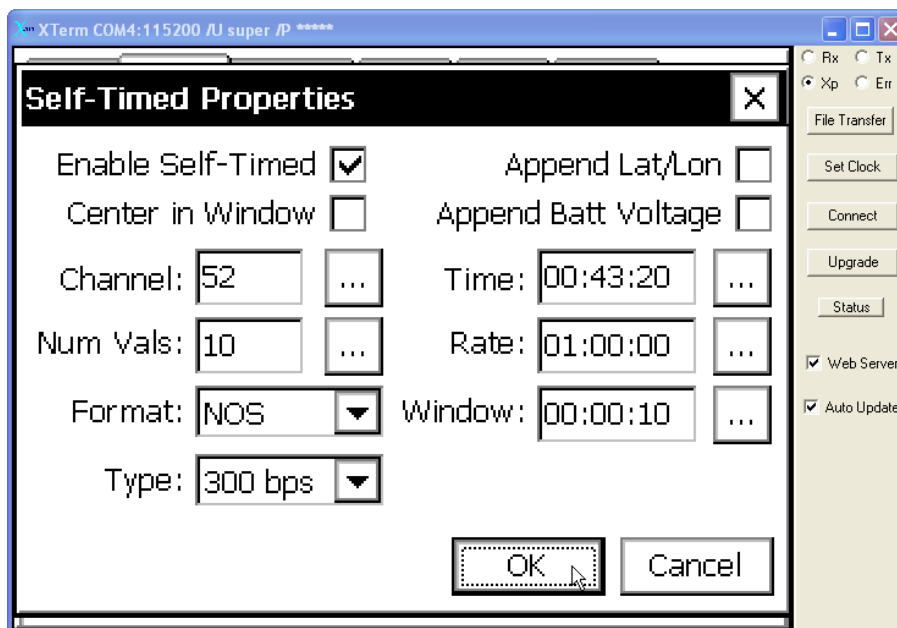 XTerm COM4:115200 /U super /P *****
Self-Timed Properties
Enable Self-Timed
Append Lat/Lon
Center in Window
Append Batt Voltage
Channel: 52 ...
Time: 00:43:20 ...
Num Vals: 10 ...
Rate: 01:00:00 ...
Format: NOS
Window: 00:00:10 ...
Type: 300 bps
OK
Cancel
Rx Tx
Xp Err
File Transfer
Set Clock
Connect
Upgrade
Status
Web Server
Auto Update